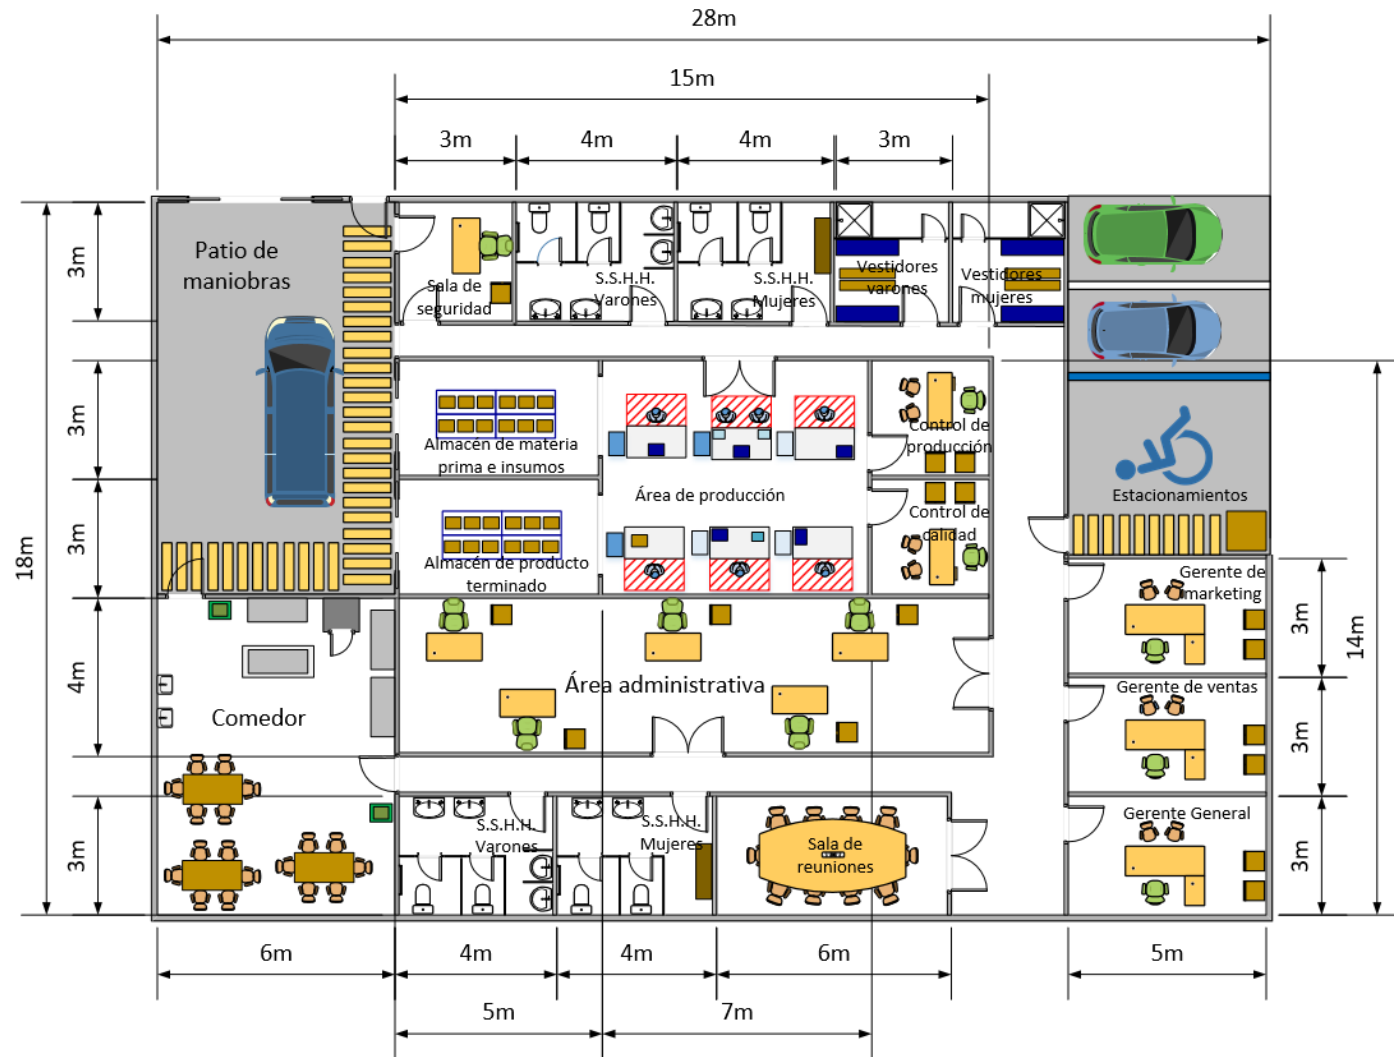 28m
15m
3m
4m
4m
3m
Patio de
maniobras
Sala de
seguridad
S.S.H.H.
Varones
S.S.H.H.
Mujeres
Vestidores
varones
Vestidores
mujeres
3m
3m
3m
18m
4m
3m
Almacén de materia
prima e insumos
Área de producción
Control de
producción
Control de
calidad
Almacén de producto
terminado
Estacionamientos
Gerente de
marketing
Gerente de ventas
Gerente General
3m
3m
3m
14m
Área administrativa
Comedor
S.S.H.H.
Varones
S.S.H.H.
Mujeres
Sala de
reuniones
6m
4m
4m
6m
5m
5m
7m